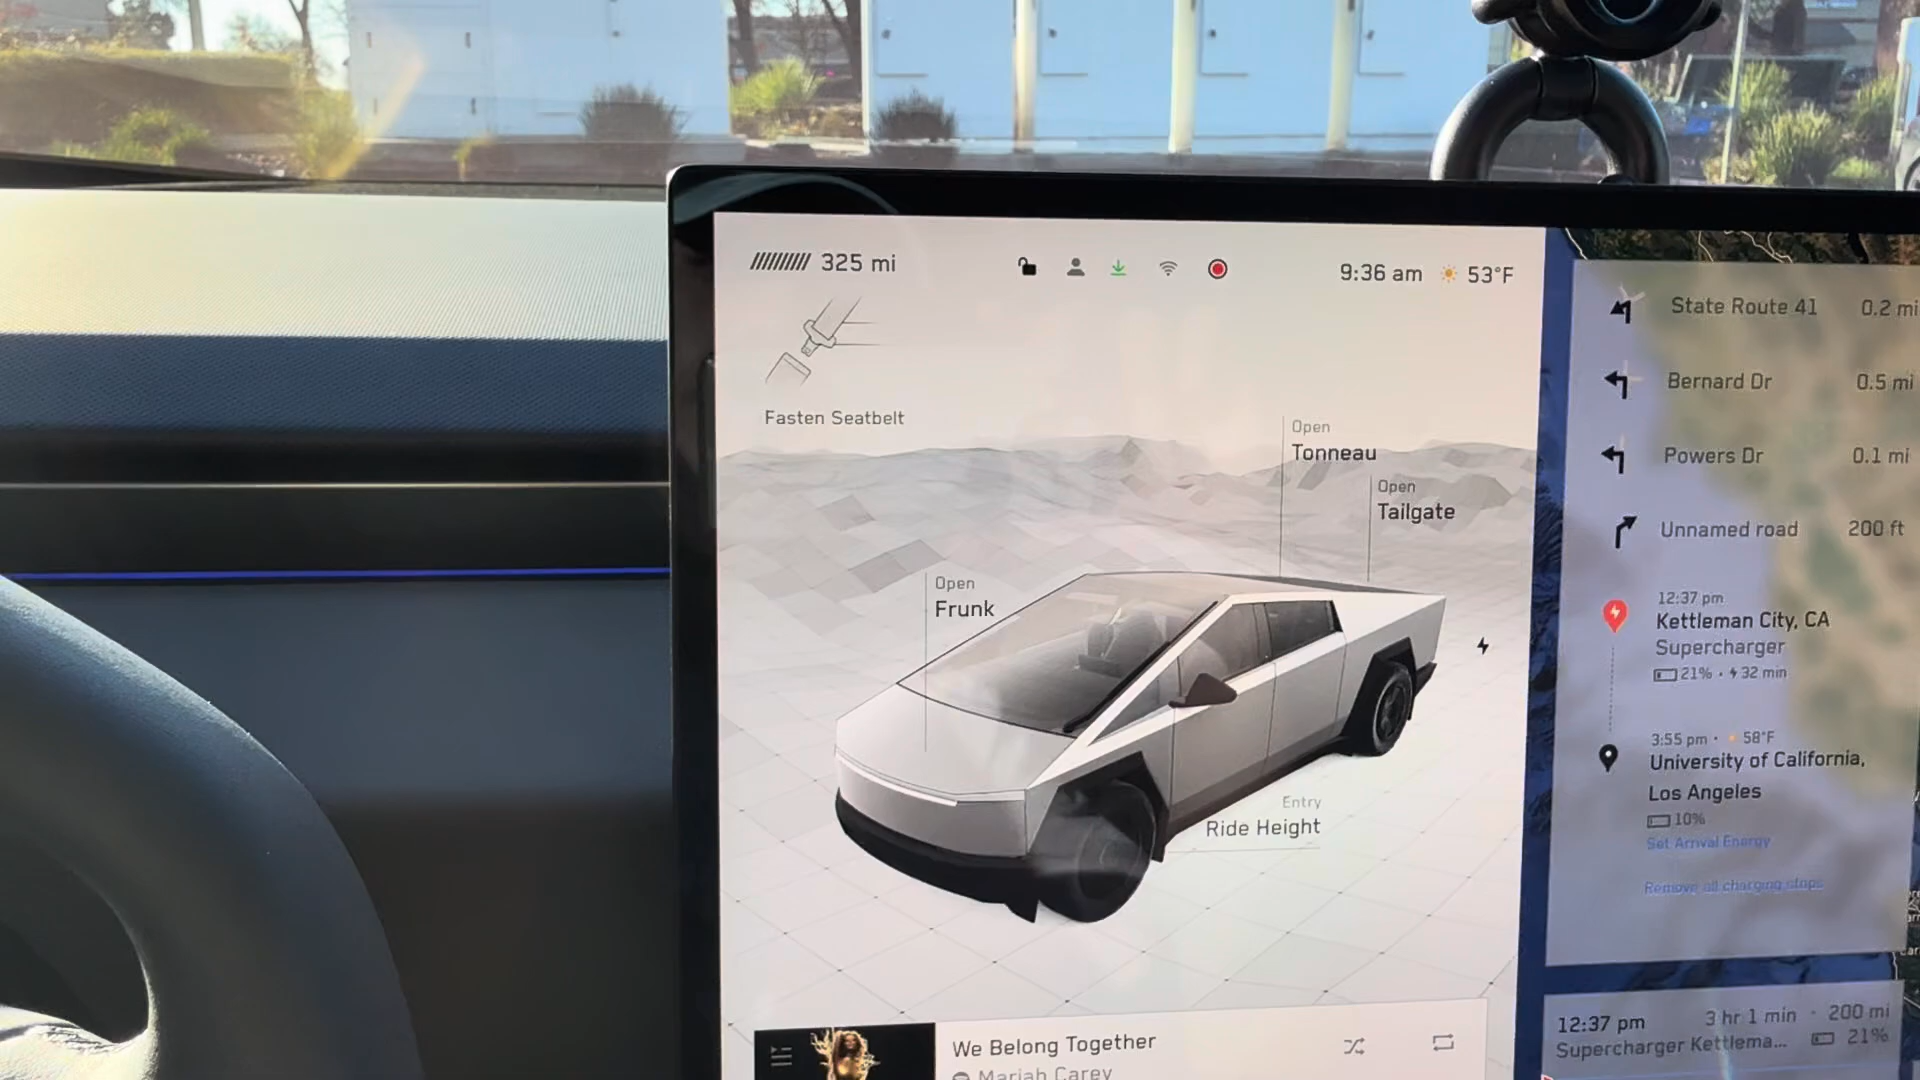 325 mi
9:36 am
53°F
Fasten Seatbelt
Open
Tonneau
Open
Tailgate
Open
Frunk
Entry
Ride Height
We Belong Together
Mariah Carey
State Route 41 0.2 mi
Bernard Dr 0.5 mi
Powers Dr 0.1 mi
Unnamed road 200 ft
12:37 pm
Kettleman City, CA
Supercharger
21% • 32 min
3:55 pm • 58°F
University of California,
Los Angeles
10%
Set Arrival Energy
Remove all charging stops
12:37 pm 3 hr 1 min • 200 mi
Supercharger Kettlema... 21%